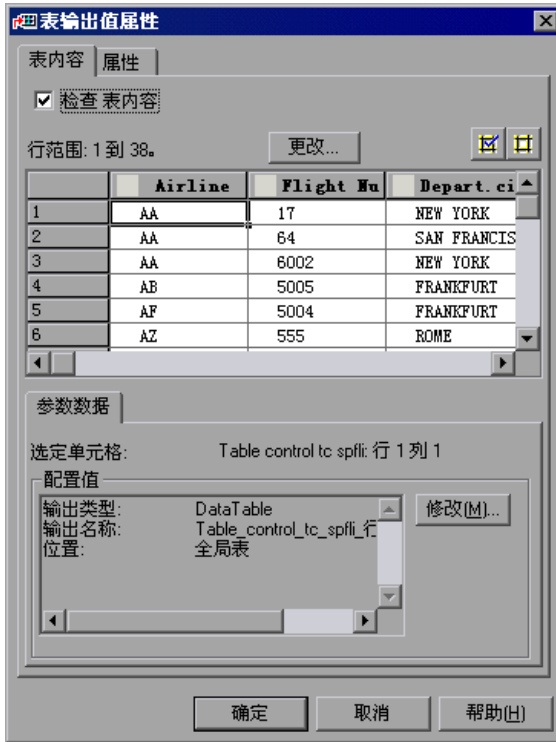 表输出值属性
表内容 属性
检查 表内容
行范围: 1 到 38。 更改...
Airline Flight Nu Depart.ci
1 AA 17 NEW YORK
2 AA 64 SAN FRANCIS
3 AA 6002 NEW YORK
4 AB 5005 FRANKFURT
5 AF 5004 FRANKFURT
6 AZ 555 ROME
参数数据
选定单元格: Table control tc spfli: 行 1 列 1
配置值
输出类型: DataTable 修改(M)...
输出名称: Table_control_tc_spfli_行
位置: 全局表
确定 取消 帮助(H)